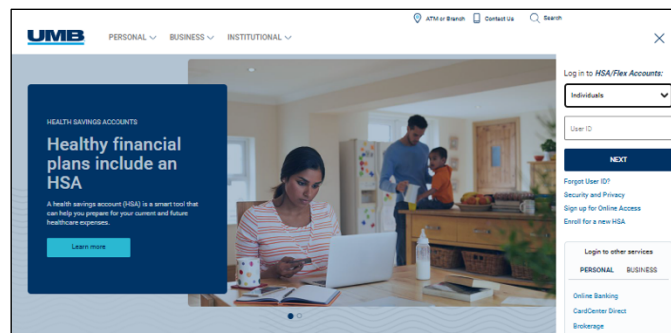 ATM or Branch Contact Us Search
UMB PERSONAL BUSINESS INSTITUTIONAL
HEALTH SAVINGS ACCOUNTS
Healthy financial
plans include an
HSA
A health savings account (HSA) is a smart tool that
can help you prepare for your current and future
healthcare expenses.
Learn more
Log in to HSA/Flex Accounts:
Individuals
User ID
NEXT
Forgot User ID?
Security and Privacy
Sign up for Online Access
Enroll for a new HSA
Login to other services
PERSONAL BUSINESS
Online Banking
CardCenter Direct
Brokerage